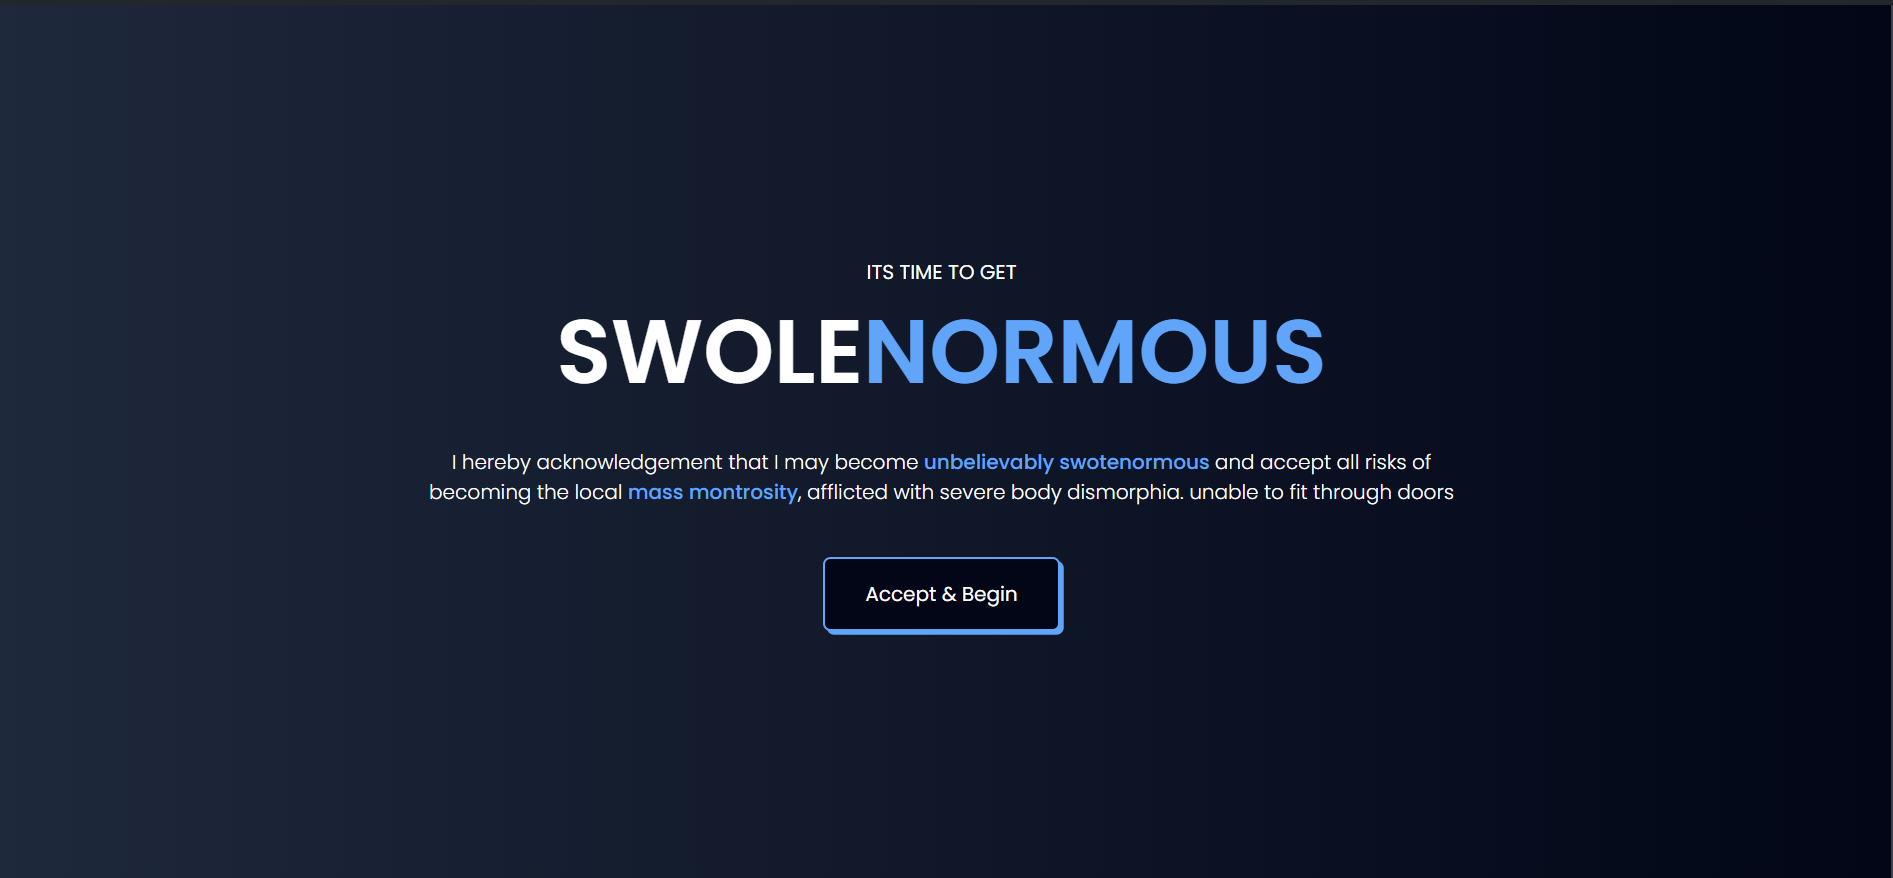 ITS TIME TO GET
SWOLENORMOUS
I hereby acknowledgement that I may become unbelievably swotenormous and accept all risks of
becoming the local mass montrosity, afflicted with severe body dismorphia. unable to fit through doors
Accept & Begin